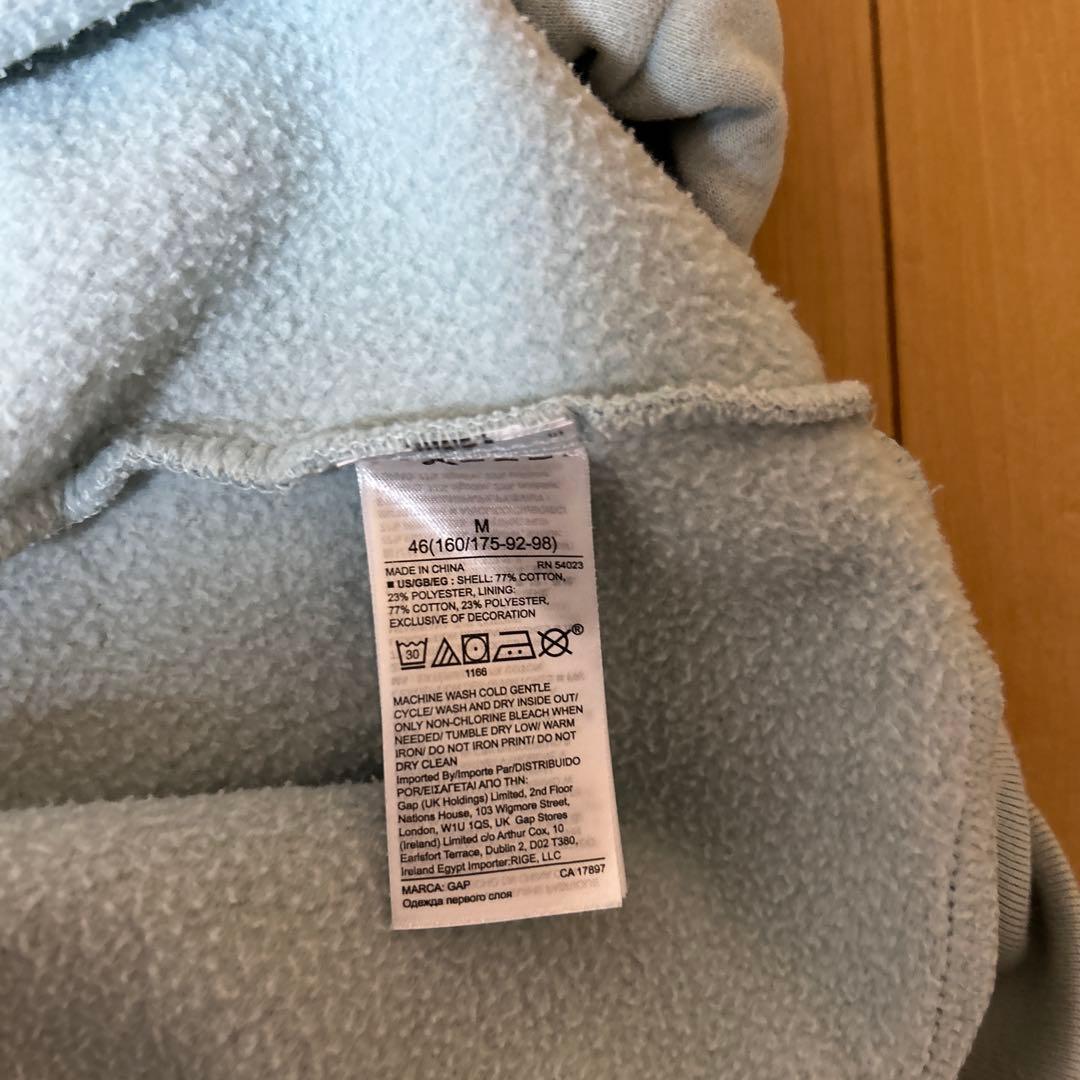 M
46(160/175-92-98)
MADE IN CHINA RN 54023
■ US/GB/EG : SHELL: 77% COTTON,
23% POLYESTER, LINING:
77% COTTON, 23% POLYESTER,
EXCLUSIVE OF DECORATION
30 ®
1166
MACHINE WASH COLD GENTLE
CYCLE/ WASH AND DRY INSIDE OUT/
ONLY NON-CHLORINE BLEACH WHEN
NEEDED/ TUMBLE DRY LOW/ WARM
IRON/ DO NOT IRON PRINT/ DO NOT
DRY CLEAN
Imported By/Importe Par/DISTRIBUIDO
POR/ΕΙΣΑΓΕΤΑΙ ΑΠΟ ΤΗΝ:
Gap (UK Holdings) Limited, 2nd Floor
Nations House, 103 Wigmore Street,
London, W1U 1QS, UK Gap Stores
(Ireland) Limited c/o Arthur Cox, 10
Earlsfort Terrace, Dublin 2, D02 T380,
Ireland Egypt Importer:RIGE, LLC
MARCA: GAP CA 17897
Одежда первого слоя